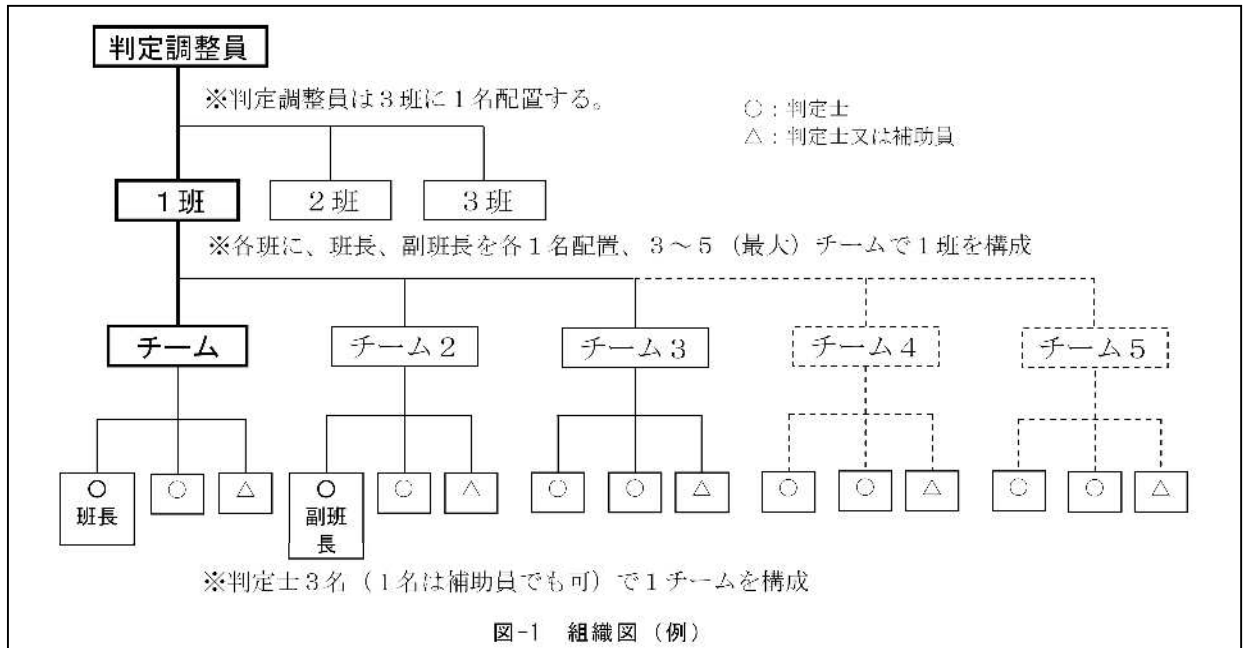 判定調整員
※判定調整員は３班に１名配置する。
○：判定士
△：判定士又は補助員
１班
２班
３班
※各班に、班長、副班長を各１名配置、３～５（最大）チームで１班を構成
チーム
チーム２
チーム３
チーム４
チーム５
○
班長
○
△
○
副班
長
○
△
○
○
△
○
○
△
○
○
△
※判定士３名（１名は補助員でも可）で１チームを構成
図-1　組織図（例）